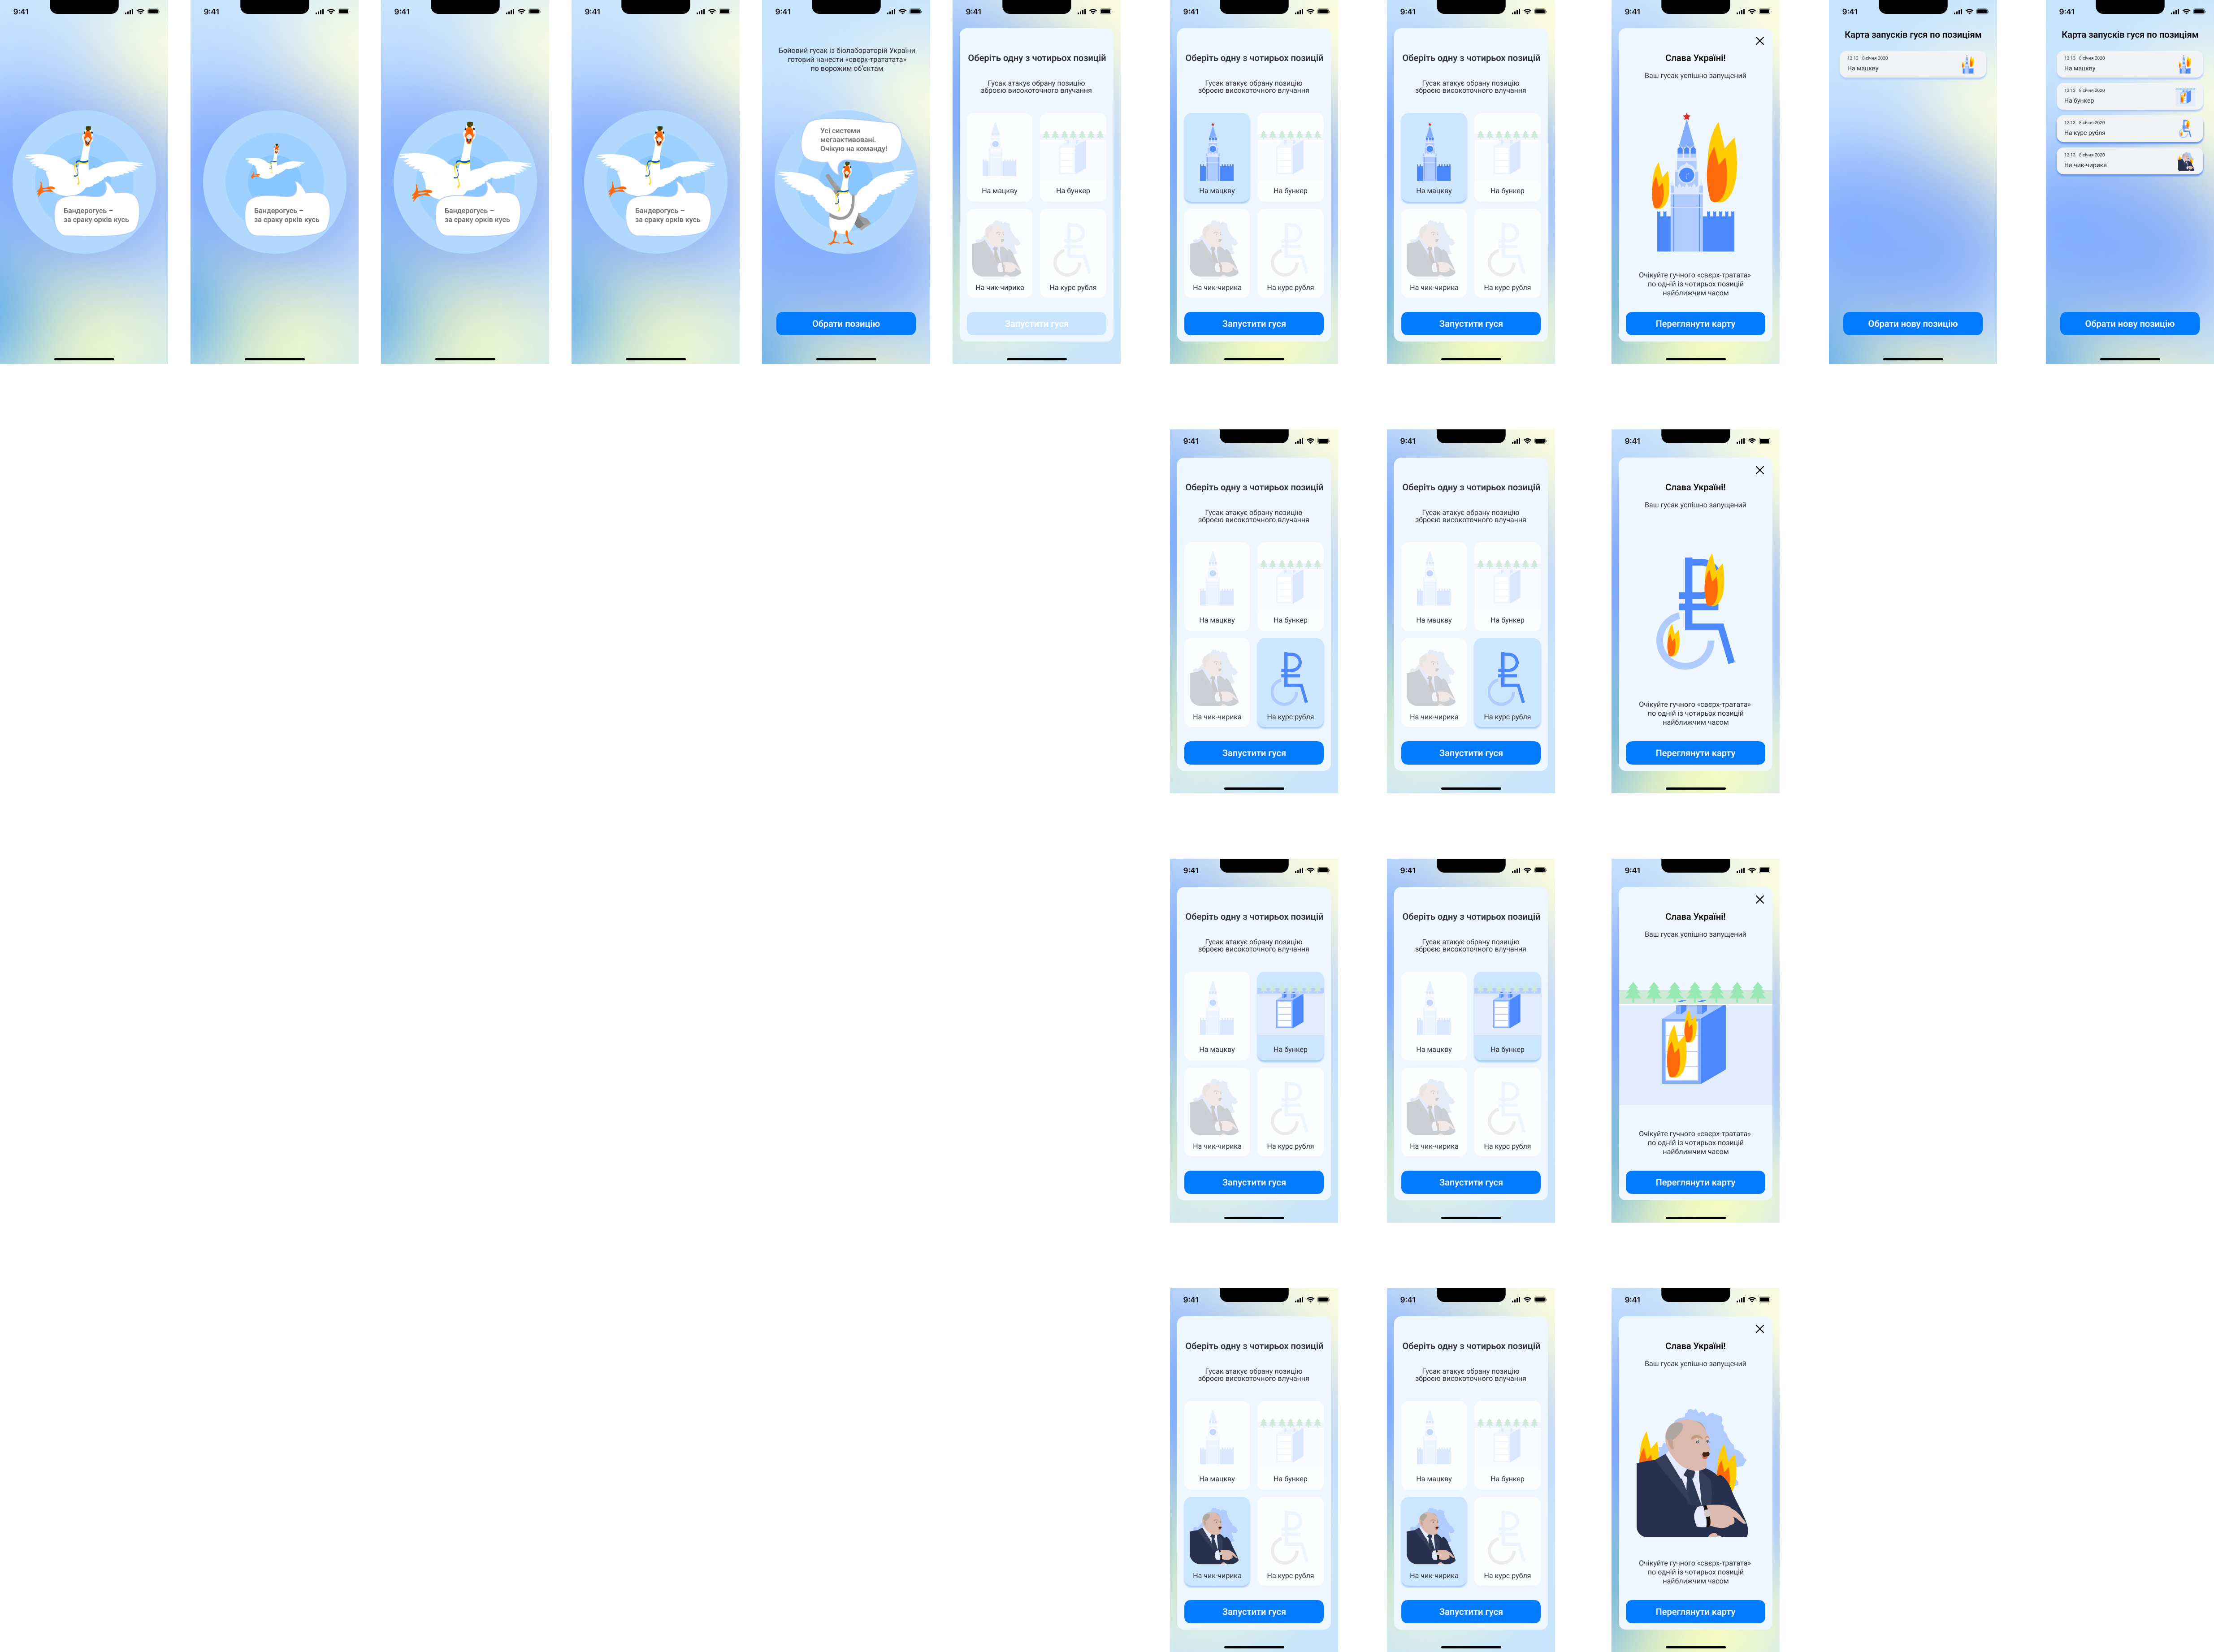 9:41
Бандерогусь –
за сраку орків кусь
9:41
Бандерогусь –
за сраку орків кусь
9:41
Бандерогусь –
за сраку орків кусь
9:41
Бандерогусь –
за сраку орків кусь
9:41
Бойовий гусак із біолабораторій України
готовий нанести «свєрх-тратататa»
по ворожим об'єктам
Усі системи
мегаактивовані.
Очікую на команду!
Обрати позицію
9:41
Оберіть одну з чотирьох позицій
Гусак атакує обрану позицію
зброєю високоточного влучання
На мацкву
На бункер
На чик-чирика
На курс рубля
Запустити гуся
9:41
Оберіть одну з чотирьох позицій
Гусак атакує обрану позицію
зброєю високоточного влучання
На мацкву
На бункер
На чик-чирика
На курс рубля
Запустити гуся
9:41
Оберіть одну з чотирьох позицій
Гусак атакує обрану позицію
зброєю високоточного влучання
На мацкву
На бункер
На чик-чирика
На курс рубля
Запустити гуся
9:41
Слава Україні!
Ваш гусак успішно запущений
Очікуйте гучного «свєрх-тратата»
по одній із чотирьох позицій
найближчим часом
Переглянути карту
9:41
Карта запусків гуся по позиціям
12:13 8 січня 2020
На мацкву
Обрати нову позицію
9:41
Карта запусків гуся по позиціям
12:13 8 січня 2020
На мацкву
12:13 8 січня 2020
На бункер
12:13 8 січня 2020
На курс рубля
12:13 8 січня 2020
На чик-чирика
Обрати нову позицію
9:41
Оберіть одну з чотирьох позицій
Гусак атакує обрану позицію
зброєю високоточного влучання
На мацкву
На бункер
На чик-чирика
На курс рубля
Запустити гуся
9:41
Оберіть одну з чотирьох позицій
Гусак атакує обрану позицію
зброєю високоточного влучання
На мацкву
На бункер
На чик-чирика
На курс рубля
Запустити гуся
9:41
Слава Україні!
Ваш гусак успішно запущений
Очікуйте гучного «свєрх-тратата»
по одній із чотирьох позицій
найближчим часом
Переглянути карту
9:41
Оберіть одну з чотирьох позицій
Гусак атакує обрану позицію
зброєю високоточного влучання
На мацкву
На бункер
На чик-чирика
На курс рубля
Запустити гуся
9:41
Оберіть одну з чотирьох позицій
Гусак атакує обрану позицію
зброєю високоточного влучання
На мацкву
На бункер
На чик-чирика
На курс рубля
Запустити гуся
9:41
Слава Україні!
Ваш гусак успішно запущений
Очікуйте гучного «свєрх-тратата»
по одній із чотирьох позицій
найближчим часом
Переглянути карту
9:41
Оберіть одну з чотирьох позицій
Гусак атакує обрану позицію
зброєю високоточного влучання
На мацкву
На бункер
На чик-чирика
На курс рубля
Запустити гуся
9:41
Оберіть одну з чотирьох позицій
Гусак атакує обрану позицію
зброєю високоточного влучання
На мацкву
На бункер
На чик-чирика
На курс рубля
Запустити гуся
9:41
Слава Україні!
Ваш гусак успішно запущений
Очікуйте гучного «свєрх-тратата»
по одній із чотирьох позицій
найближчим часом
Переглянути карту